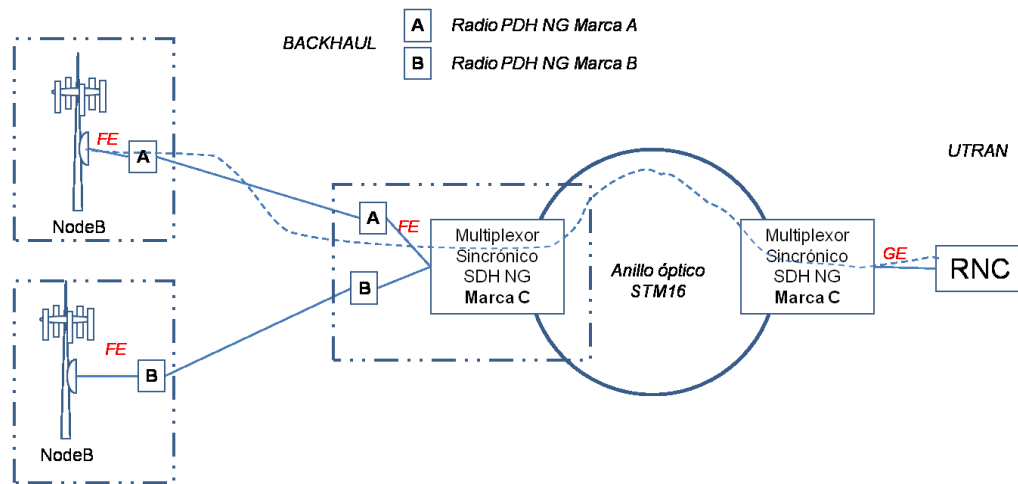 BACKHAUL
A Radio PDH NG Marca A
B Radio PDH NG Marca B
UTRAN
FE
A
NodeB
A
FE
B
Multiplexor
Sincrónico
SDH NG
Marca C
Anillo óptico
STM16
Multiplexor
Sincrónico
SDH NG
Marca C
GE
RNC
FE
B
NodeB